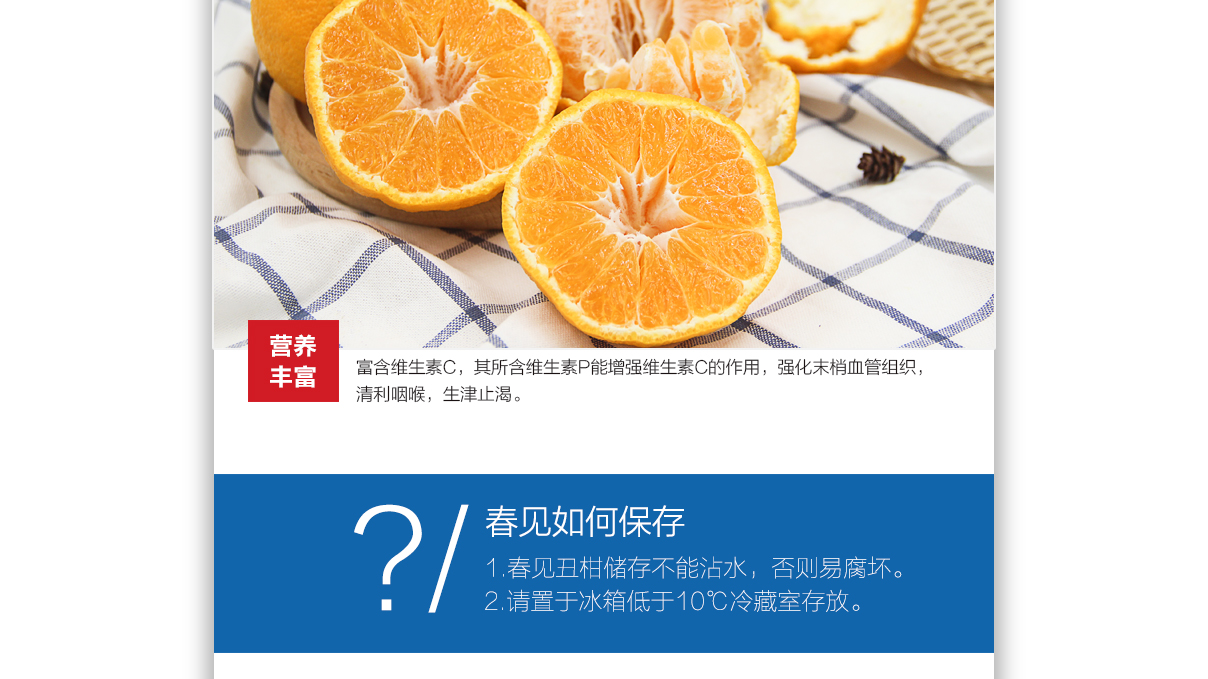 营养
丰富
富含维生素C，其所含维生素P能增强维生素C的作用，强化末梢血管组织，
清利咽喉，生津止渴。
?/
春见如何保存
1.春见丑柑储存不能沾水，否则易腐坏。
2.请置于冰箱低于10℃冷藏室存放。